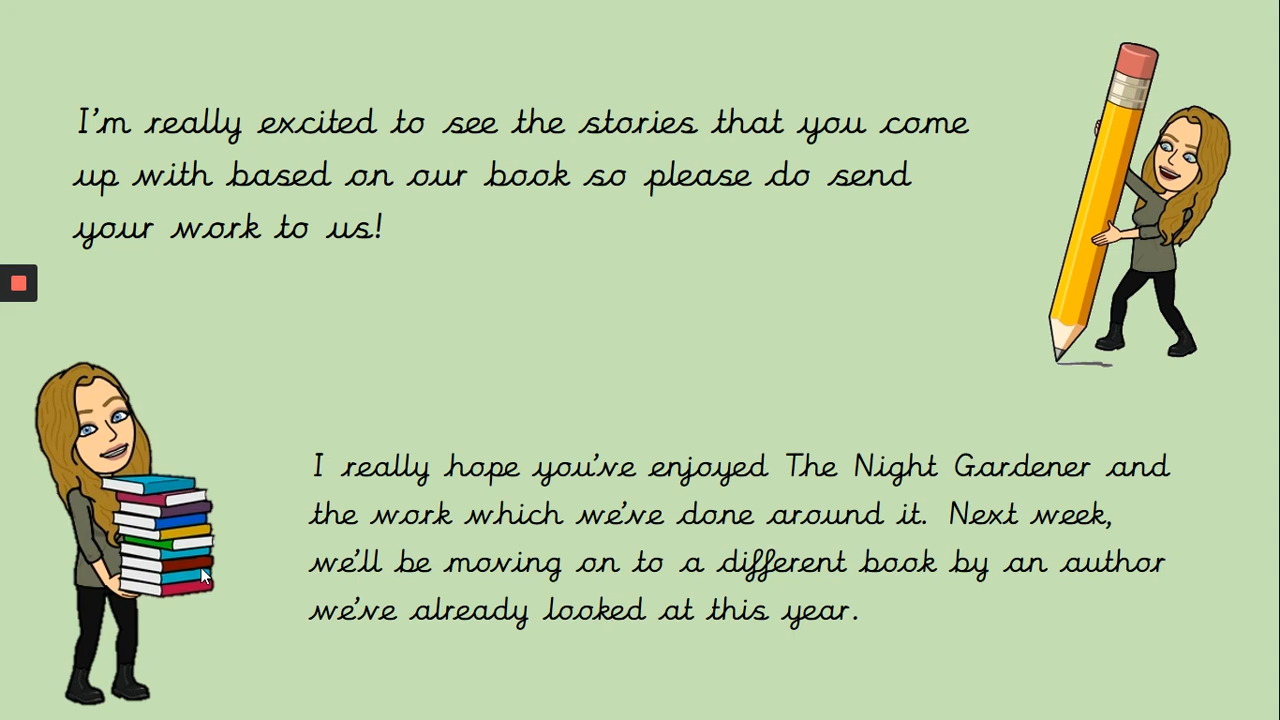 I'm really excited to see the stories that you come
up with based on our book so please do send
your work to us!
I really hope you've enjoyed The Night Gardener and
the work which we've done around it. Next week,
we'll be moving on to a different book by an author
we've already looked at this year.